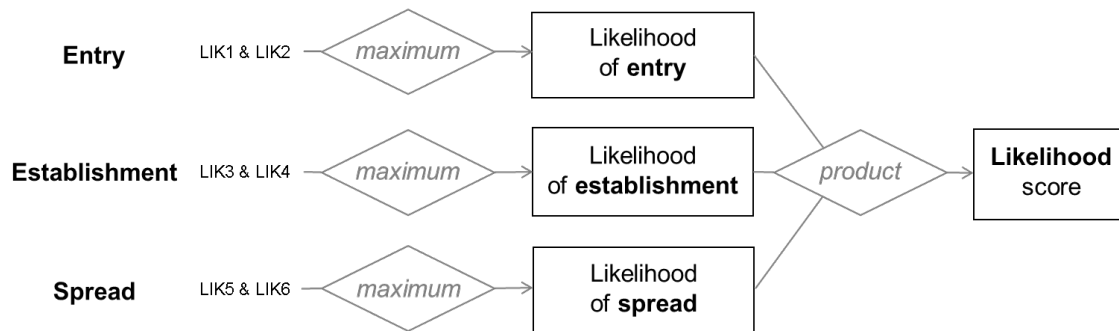 Entry
LIK1 & LIK2
maximum
Likelihood
of entry
Establishment
LIK3 & LIK4
maximum
Likelihood
of establishment
product
Likelihood
score
Spread
LIK5 & LIK6
maximum
Likelihood
of spread